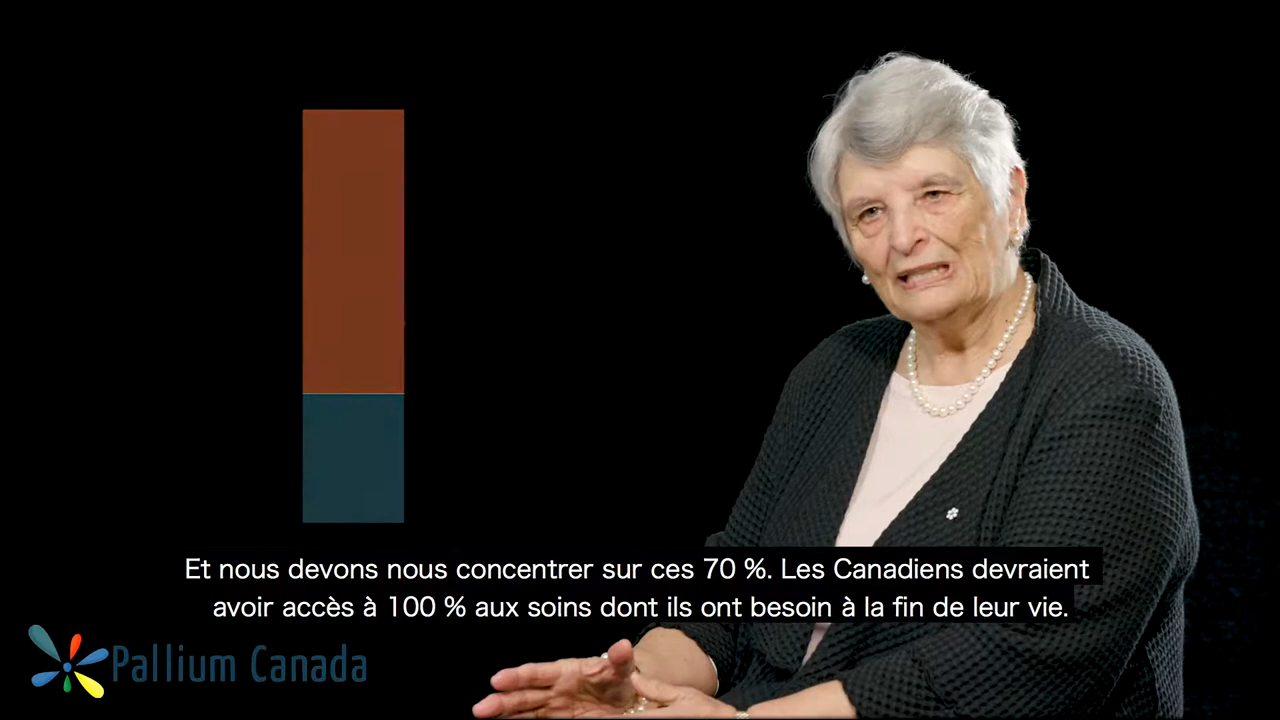 Et nous devons nous concentrer sur ces 70 %. Les Canadiens devraient
avoir accès à 100 % aux soins dont ils ont besoin à la fin de leur vie.
Pallium Canada